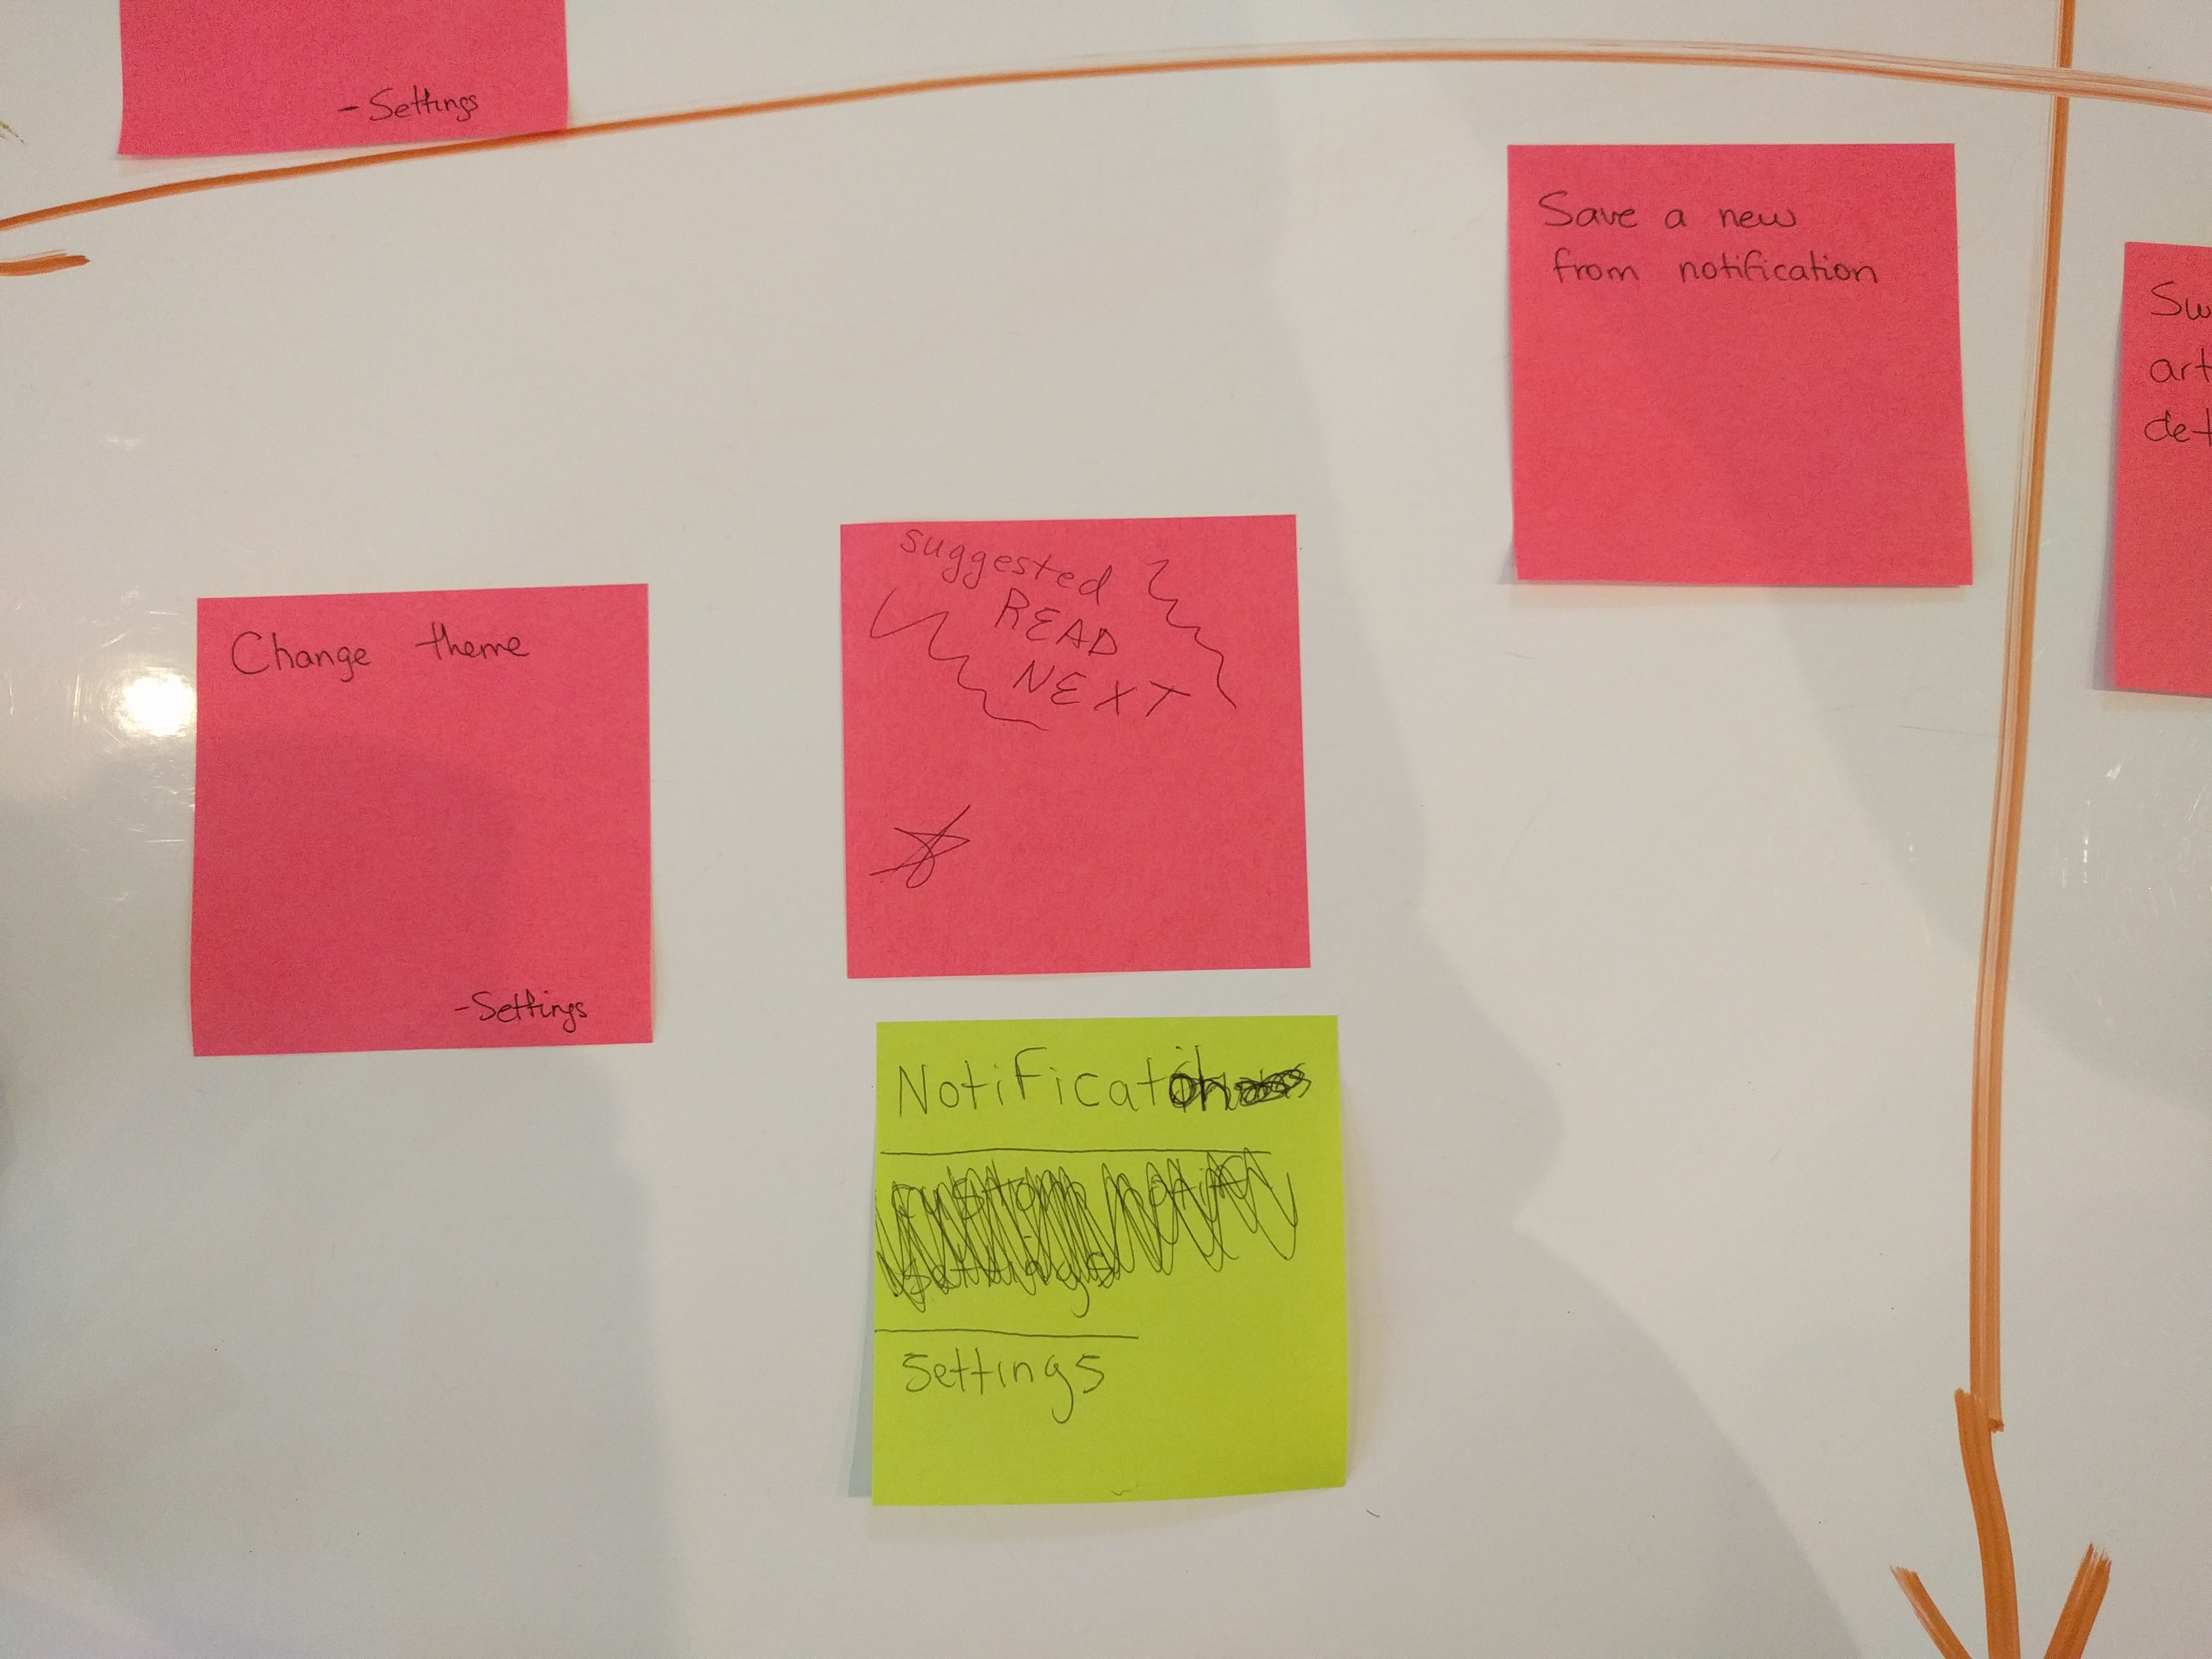 -Settings
Save a new
from notification
suggested
READ
NEXT
Change theme
-Settings
Notification
Settings